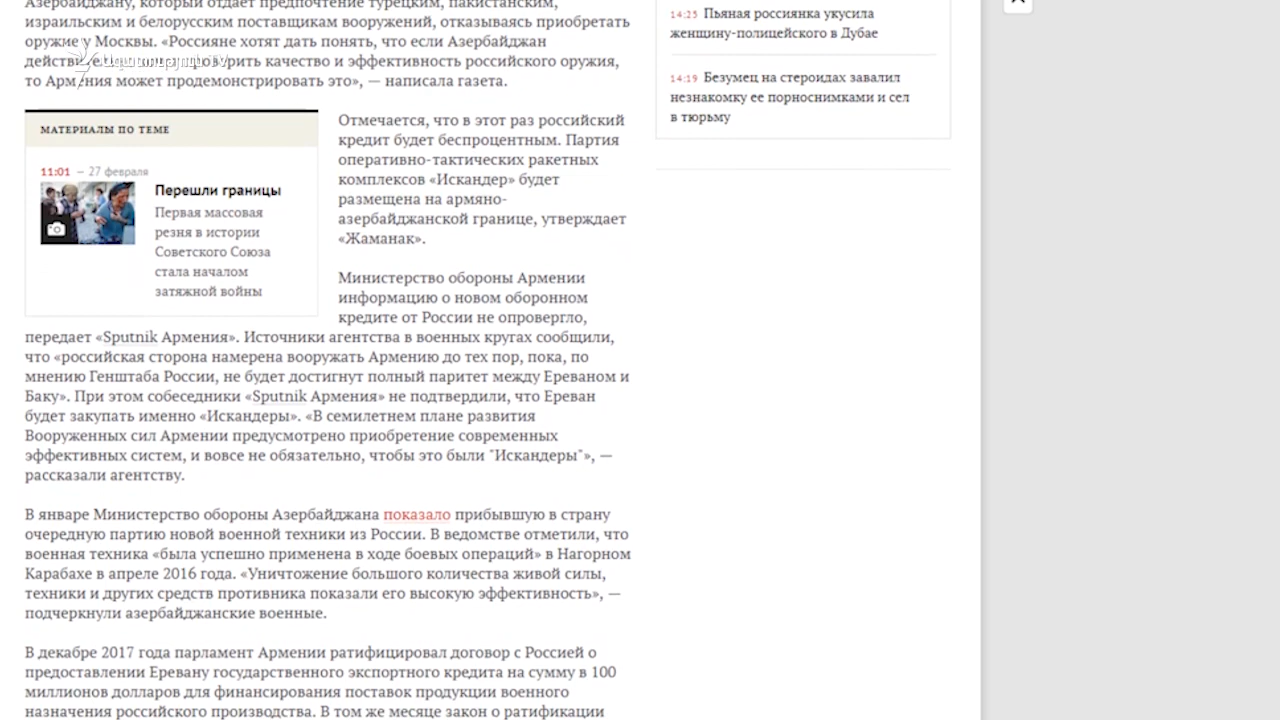 Азербайджану, который отдает предпочтение турецким, пакистанским,
израильским и белорусским поставщикам вооружений, отказываясь приобретать
оружие у Москвы. «Россияне хотят дать понять, что если Азербайджан
качество и эффективность российского оружия,
то Армения может продемонстрировать это», — написала газета.
МАТЕРИАЛЫ ПО ТЕМЕ
11:01 — 27 февраля
Перешли границы
Первая массовая
резня в истории
Советского Союза
стала началом
затяжной войны
Отмечается, что в этот раз российский
кредит будет беспроцентным. Партия
оперативно-тактических ракетных
комплексов «Искандер» будет
размещена на армяно-
азербайджанской границе, утверждает
«Жаманак».
Министерство обороны Армении
информацию о новом оборонном
кредите от России не опровергло,
передает «Sputnik Армения». Источники агентства в военных кругах сообщили,
что «российская сторона намерена вооружать Армению до тех пор, пока, по
мнению Генштаба России, не будет достигнут полный паритет между Ереваном и
Баку». При этом собеседники «Sputnik Армения» не подтвердили, что Ереван
будет закупать именно «Искандеры». «В семилетнем плане развития
Вооруженных сил Армении предусмотрено приобретение современных
эффективных систем, и вовсе не обязательно, чтобы это были "Искандеры"», —
рассказали агентству.
В январе Министерство обороны Азербайджана показало прибывшую в страну
очередную партию новой военной техники из России. В ведомстве отметили, что
военная техника «была успешно применена в ходе боевых операций» в Нагорном
Карабахе в апреле 2016 года. «Уничтожение большого количества живой силы,
техники и других средств противника показали его высокую эффективность», —
подчеркнули азербайджанские военные.
В декабре 2017 года парламент Армении ратифицировал договор с Россией о
предоставлении Еревану государственного экспортного кредита на сумму в 100
миллионов долларов для финансирования поставок продукции военного
назначения российского производства. В том же месяце закон о ратификации
14:25 Пьяная россиянка укусила
женщину-полицейского в Дубае
14:19 Безумец на стероидах завалил
незнакомку ее порноснимками и сел
в тюрьму